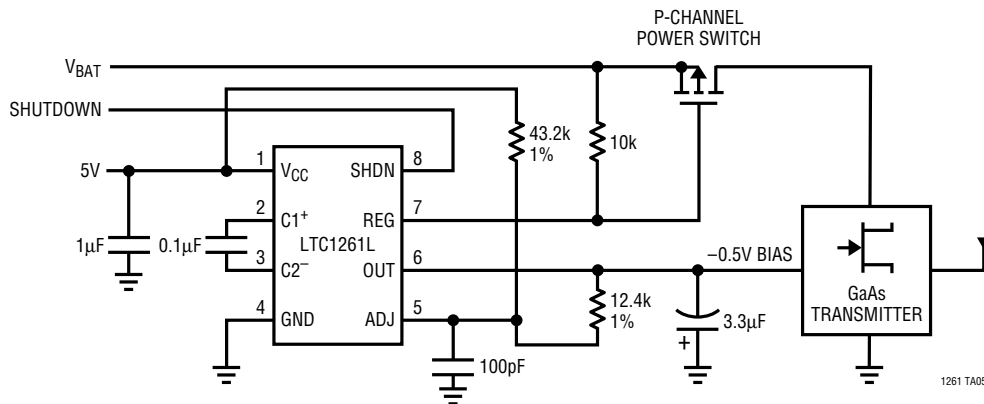 P-CHANNEL
POWER SWITCH
VBAT
SHUTDOWN
43.2k
1%
10k
5V
1
VCC
SHDN
8
2
C1+
REG
7
1µF
0.1µF
LTC1261L
3
C2–
OUT
6
–0.5V BIAS
4
GND
ADJ
5
12.4k
1%
3.3µF
+
100pF
GaAs
TRANSMITTER
1261 TA05